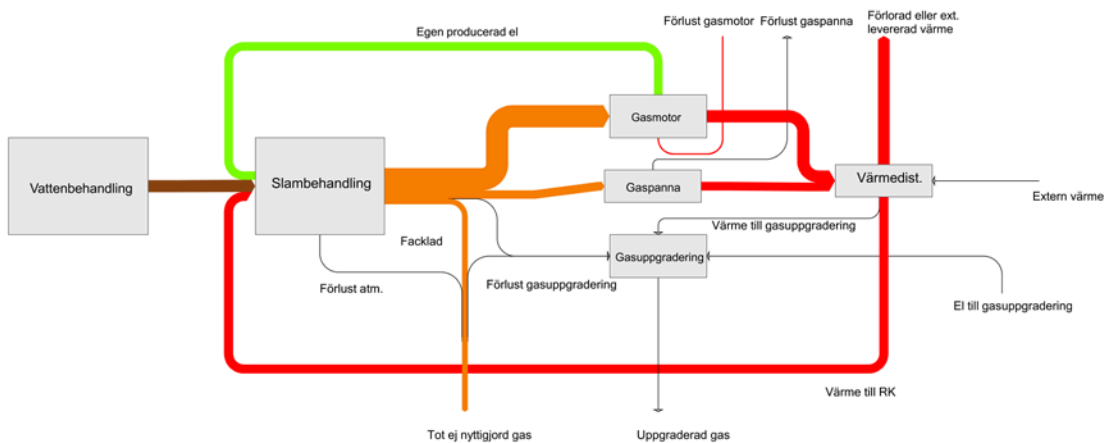 Förlust gasmotor
Förlust gaspanna
Förlorad eller ext.
levererad värme
Egen producerad el
Gasmotor
Vattenbehandling
Slambehandling
Gaspanna
Värmedist.
Extern värme
Värme till gasuppgradering
Facklad
Gasuppgradering
Förlust atm.
Förlust gasuppgradering
El till gasuppgradering
Värme till RK
Tot ej nyttigjord gas
Uppgraderad gas